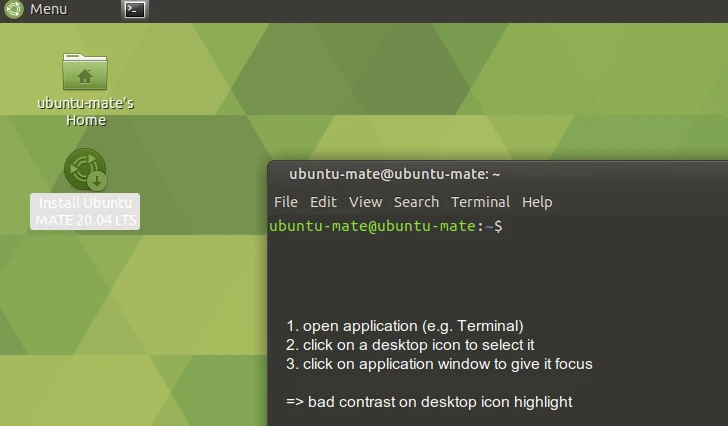 Menu
ubuntu-mate's
Home
Install Ubuntu
MATE 20.04 LTS
ubuntu-mate@ubuntu-mate: ~
File Edit View Search Terminal Help
ubuntu-mate@ubuntu-mate:~$
1. open application (e.g. Terminal)
2. click on a desktop icon to select it
3. click on application window to give it focus
=> bad contrast on desktop icon highlight